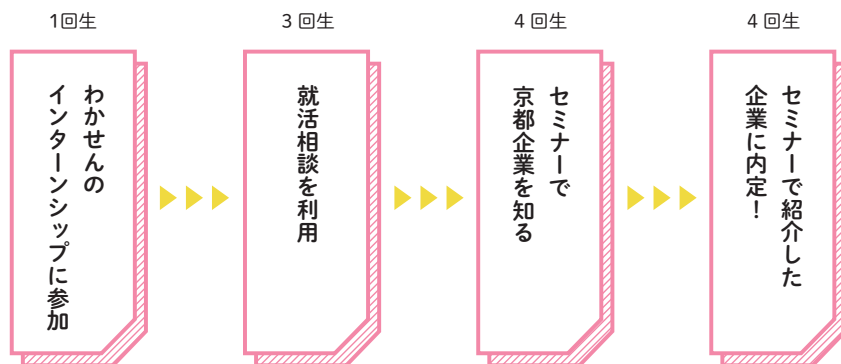 1回生
わかせんの
インターンシップに参加
3 回生
就活相談を利用
4 回生
セミナーで
京都企業を知る
4 回生
セミナーで紹介した
企業に内定！